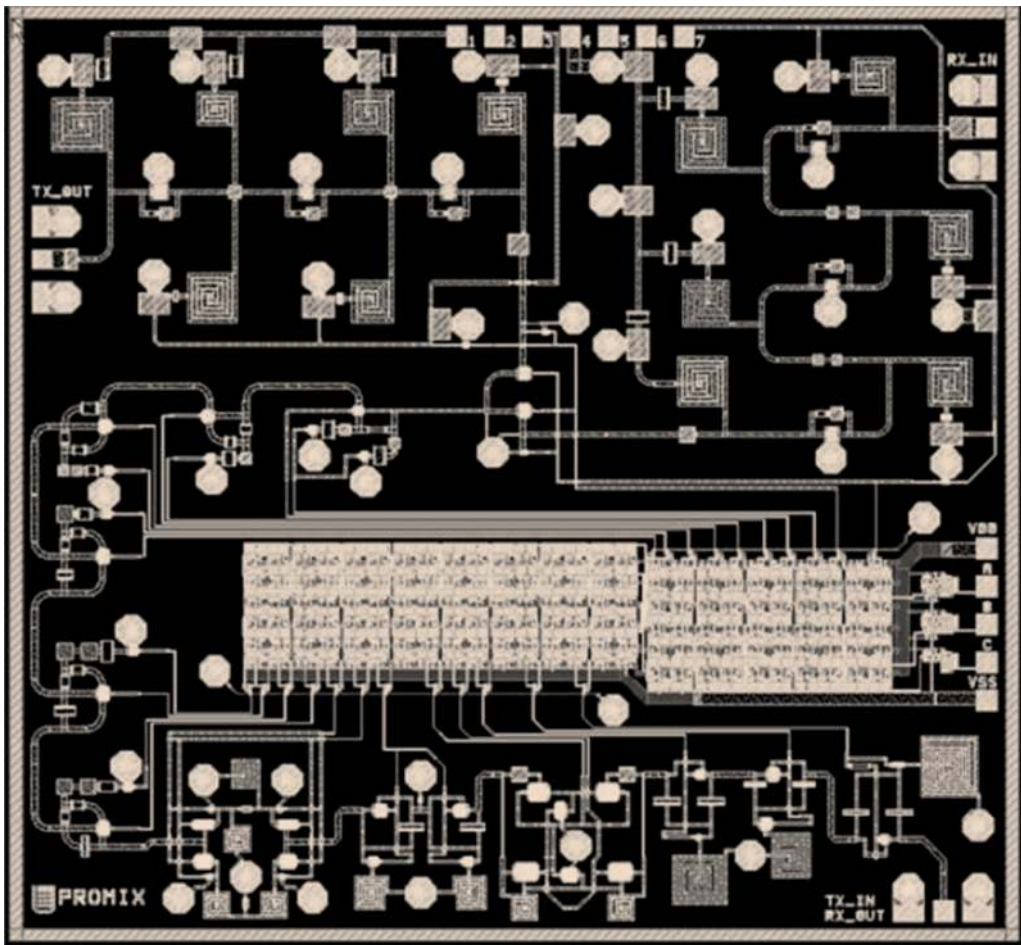 1 2 3 4 5 6 7
RX_IN
TX_OUT
VDD
A
B
C
VSS
PROMIX
TX_IN
RX_OUT